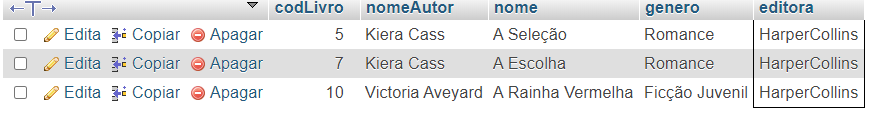 codLivro nomeAutor nome genero editora
Edita Copiar Apagar 5 Kiera Cass A Seleção Romance HarperCollins
Edita Copiar Apagar 7 Kiera Cass A Escolha Romance HarperCollins
Edita Copiar Apagar 10 Victoria Aveyard A Rainha Vermelha Ficção Juvenil HarperCollins